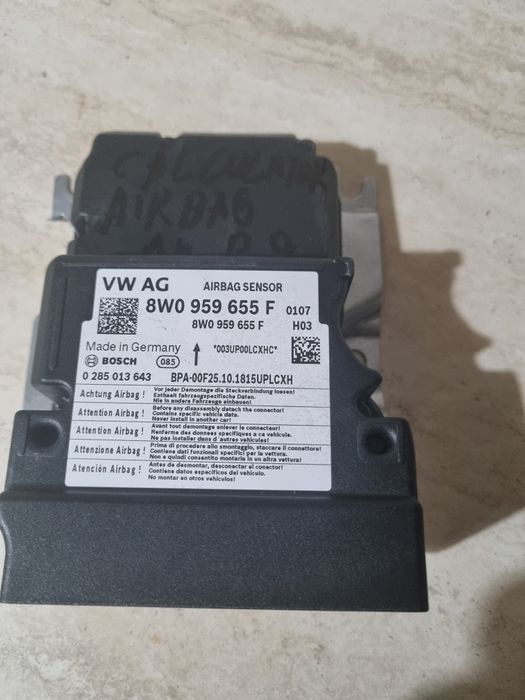 CALCULATOR
AIRBAG
A4 B9
VW AG AIRBAG SENSOR
8W0 959 655 F 0107
8W0 959 655 F H03
Made in Germany "003UP00LCXHC"
BOSCH 085
0 285 013 643 BPA-00F25.10.1815UPLCXH
Achtung Airbag !
Vor jeder Demontage die Steckverbindung lösen!
Enthält fahrzeugspezifische Daten.
Nie in andere Fahrzeuge einbauen!
Attention Airbag !
Before any disassembly detach the connector!
Contains specific vehicle data.
Never install in another car!
Attention Airbag !
Avant tout demontage enlever le connecteur!
Renferme des données specifiques a ce vehicule.
Ne pas installer dans d'autres vehicules!
Attenzione Airbag !
Prima di procedere allo smontaggio, staccare il connettore!
Contiene dati funzionali specifici per la vettura.
Non e quindi consentito montarla in un altra vettura!
Atención Airbag !
Antes de desmontar, desconectar el conector!
Contiene datos específicos del vehículo.
No montar en otros vehículos!